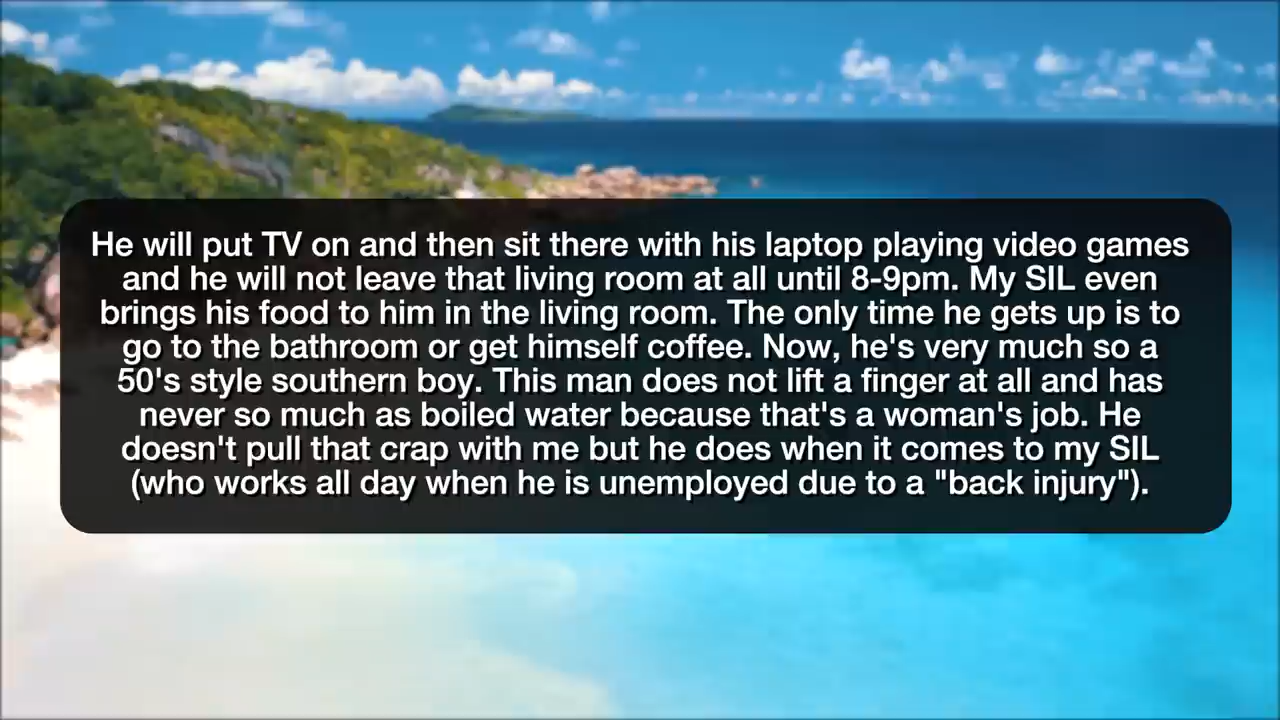 He will put TV on and then sit there with his laptop playing video games
and he will not leave that living room at all until 8-9pm. My SIL even
brings his food to him in the living room. The only time he gets up is to
go to the bathroom or get himself coffee. Now, he's very much so a
50's style southern boy. This man does not lift a finger at all and has
never so much as boiled water because that's a woman's job. He
doesn't pull that crap with me but he does when it comes to my SIL
(who works all day when he is unemployed due to a "back injury").